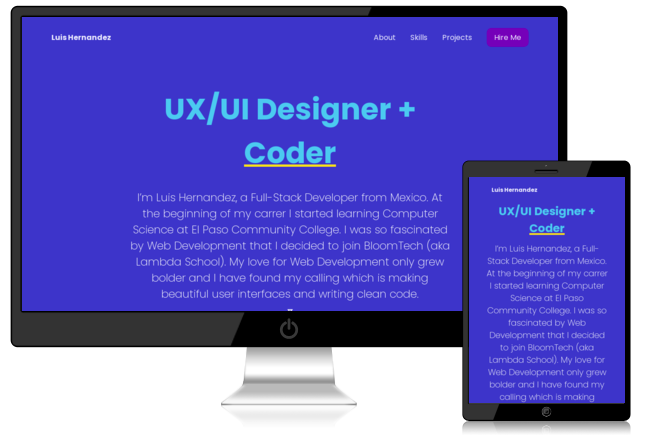 Luis Hernandez
About Skills Projects Hire Me
UX/UI Designer +
Coder
I'm Luis Hernandez, a Full-Stack Developer from Mexico. At
the beginning of my carrer I started learning Computer
Science at El Paso Community College. I was so fascinated
by Web Development that I decided to join BloomTech (aka
Lambda School). My love for Web Development only grew
bolder and I have found my calling which is making
beautiful user interfaces and writing clean code.
Luis Hernandez
UX/UI Designer +
Coder
I'm Luis Hernandez, a Full-
Stack Developer from Mexico.
At the beginning of my carrer
I started learning Computer
Science at El Paso
Community College. I was so
fascinated by Web
Development that I decided
to join BloomTech (aka
Lambda School). My love for
Web Development only grew
bolder and I have found my
calling which is making